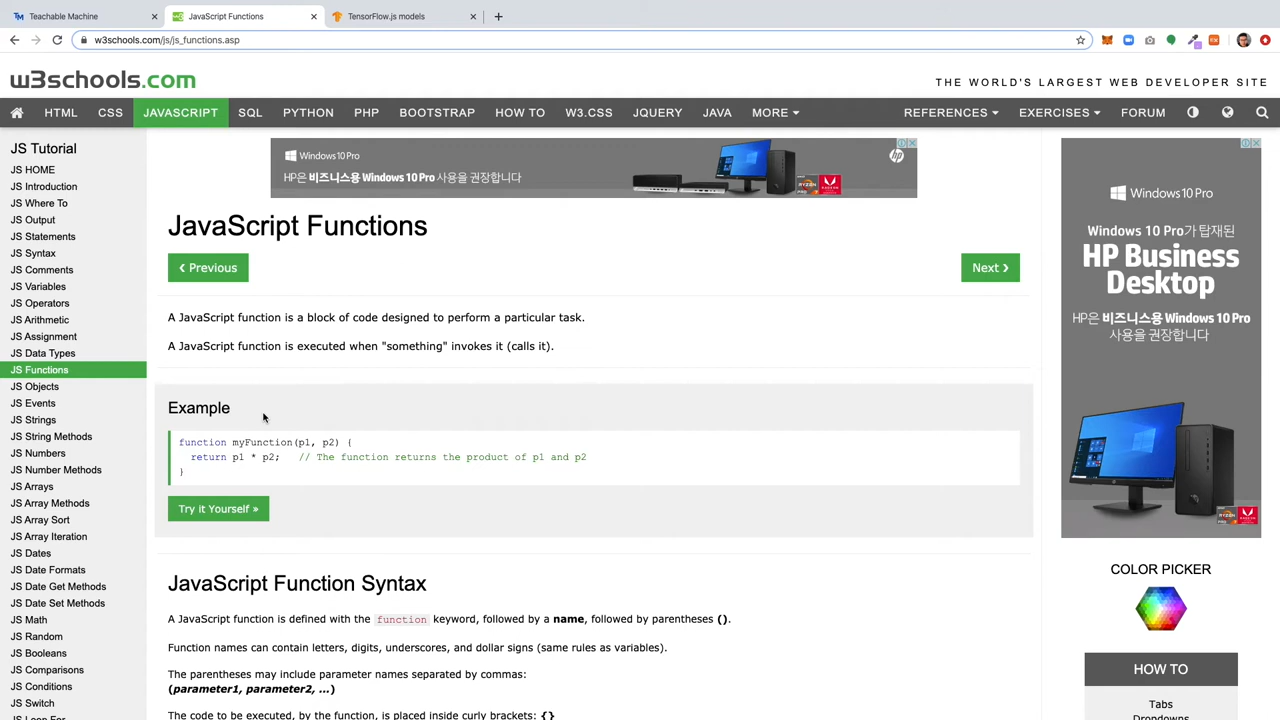 Teachable Machine
JavaScript Functions
TensorFlow.js models
w3schools.com/js/js_functions.asp
w3schools.com
THE WORLD'S LARGEST WEB DEVELOPER SITE
HTML CSS JAVASCRIPT SQL PYTHON PHP BOOTSTRAP HOW TO W3.CSS JQUERY JAVA MORE REFERENCES EXERCISES FORUM
JS Tutorial
JS HOME
JS Introduction
JS Where To
JS Output
JS Statements
JS Syntax
JS Comments
JS Variables
JS Operators
JS Arithmetic
JS Assignment
JS Data Types
JS Functions
JS Objects
JS Events
JS Strings
JS String Methods
JS Numbers
JS Number Methods
JS Arrays
JS Array Methods
JS Array Sort
JS Array Iteration
JS Dates
JS Date Formats
JS Date Get Methods
JS Date Set Methods
JS Math
JS Random
JS Booleans
JS Comparisons
JS Conditions
JS Switch
JS Loop For
Windows 10 Pro
HP은 비즈니스용 Windows 10 Pro 사용을 권장합니다
hp
RYZEN PRO
JavaScript Functions
❮ Previous
Next ❯
A JavaScript function is a block of code designed to perform a particular task.
A JavaScript function is executed when "something" invokes it (calls it).
Example
function myFunction(p1, p2) {
return p1 * p2;   // The function returns the product of p1 and p2
}
Try it Yourself »
JavaScript Function Syntax
A JavaScript function is defined with the function keyword, followed by a name, followed by parentheses ().
Function names can contain letters, digits, underscores, and dollar signs (same rules as variables).
The parentheses may include parameter names separated by commas:
(parameter1, parameter2, ...)
The code to be executed, by the function, is placed inside curly brackets: {}
Windows 10 Pro
Windows 10 Pro가 탑재된
HP Business
Desktop
HP은 비즈니스용 Windows 10 Pro
사용을 권장합니다
COLOR PICKER
HOW TO
Tabs
Dropdowns